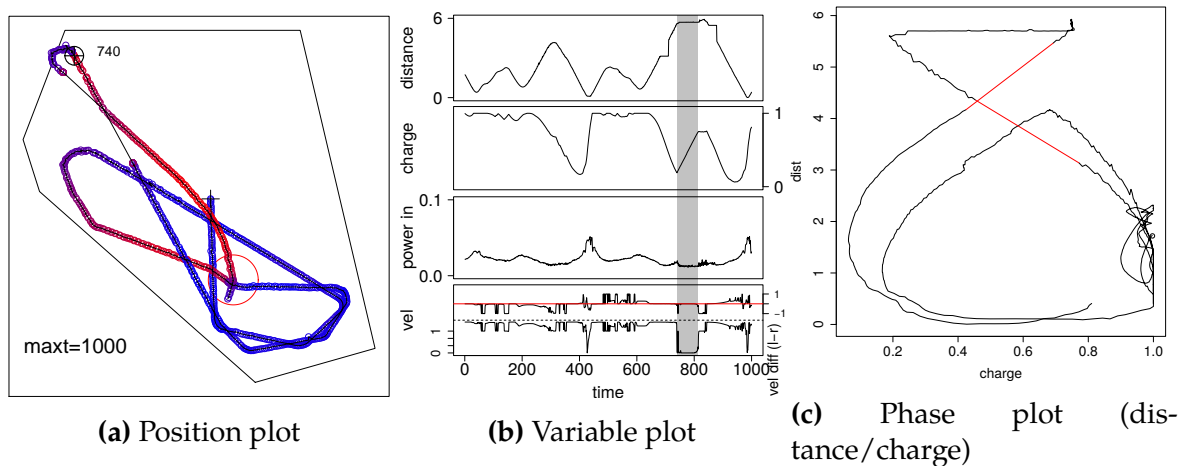 740
maxt=1000
(a) Position plot
6
0
distance
1
0
charge
0.1
0.0
power in
1
−1
1
0
vel
vel diff (l−r)
0 200 400 600 800 1000
time
(b) Variable plot
6
5
4
3
2
1
0
dist
0.2 0.4 0.6 0.8 1.0
charge
(c) Phase plot (dis-
tance/charge)